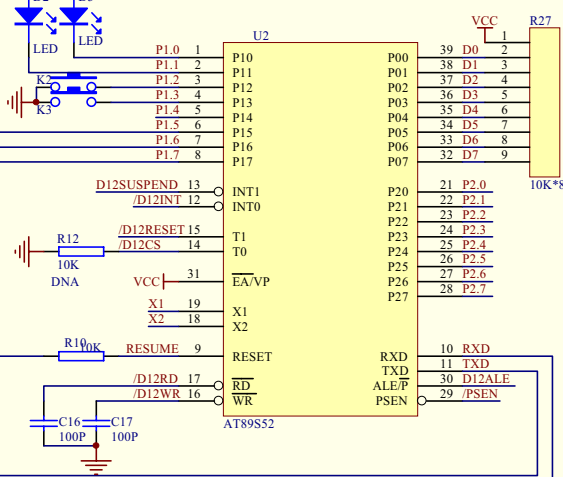 D3
LED
LED
U2
VCC
R27
1
P1.0 1 P10 P00 39 D0 2
P1.1 2 P11 P01 38 D1 3
K2 P1.2 3 P12 P02 37 D2 4
K3 P1.3 4 P13 P03 36 D3 5
P1.4 5 P14 P04 35 D4 6
P1.5 6 P15 P05 34 D5 7
P1.6 7 P16 P06 33 D6 8
P1.7 8 P17 P07 32 D7 9
10K*8
D12SUSPEND 13 INT1 P20 21 P2.0
/D12INT 12 INT0 P21 22 P2.1
P22 23 P2.2
/D12RESET 15 T1 P23 24 P2.3
R12 /D12CS 14 T0 P24 25 P2.4
10K P25 26 P2.5
DNA VCC 31 EA/VP P26 27 P2.6
P27 28 P2.7
X1 19 X1
X2 18 X2
R10 10K RESUME 9 RESET RXD 10 RXD
TXD 11 TXD
/D12RD 17 RD ALE/P 30 D12ALE
/D12WR 16 WR PSEN 29 /PSEN
C16 C17 AT89S52
100P 100P